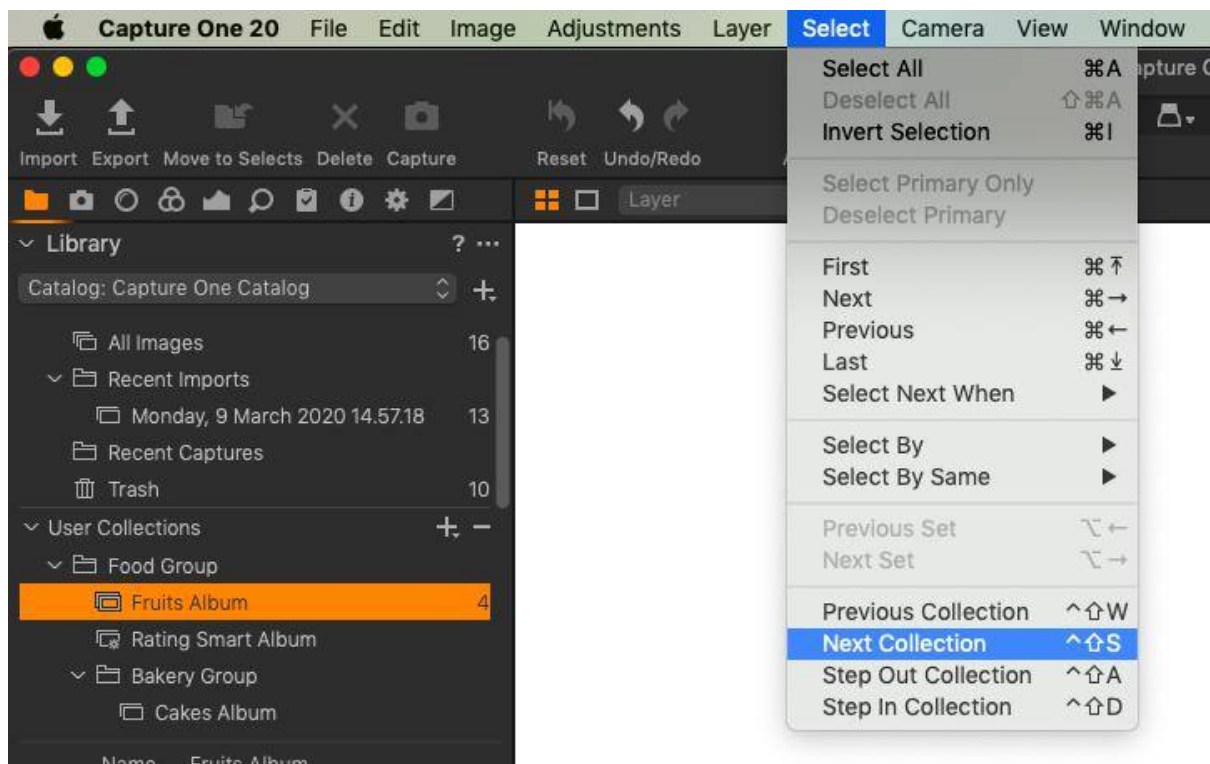 Capture One 20 File Edit Image Adjustments Layer Select Camera View Window
Import Export Move to Selects Delete Capture Reset Undo/Redo
Layer
Library ? ...
Catalog: Capture One Catalog
All Images 16
Recent Imports
Monday, 9 March 2020 14.57.18 13
Recent Captures
Trash 10
User Collections
Food Group
Fruits Album 4
Rating Smart Album
Bakery Group
Cakes Album
Name Fruits Album
Select All ⌘A
Deselect All ⇧⌘A
Invert Selection ⌘I
Select Primary Only
Deselect Primary
First ⌘⤒
Next ⌘→
Previous ⌘←
Last ⌘⤓
Select Next When ▶
Select By ▶
Select By Same ▶
Previous Set ⌥←
Next Set ⌥→
Previous Collection ^⇧W
Next Collection ^⇧S
Step Out Collection ^⇧A
Step In Collection ^⇧D